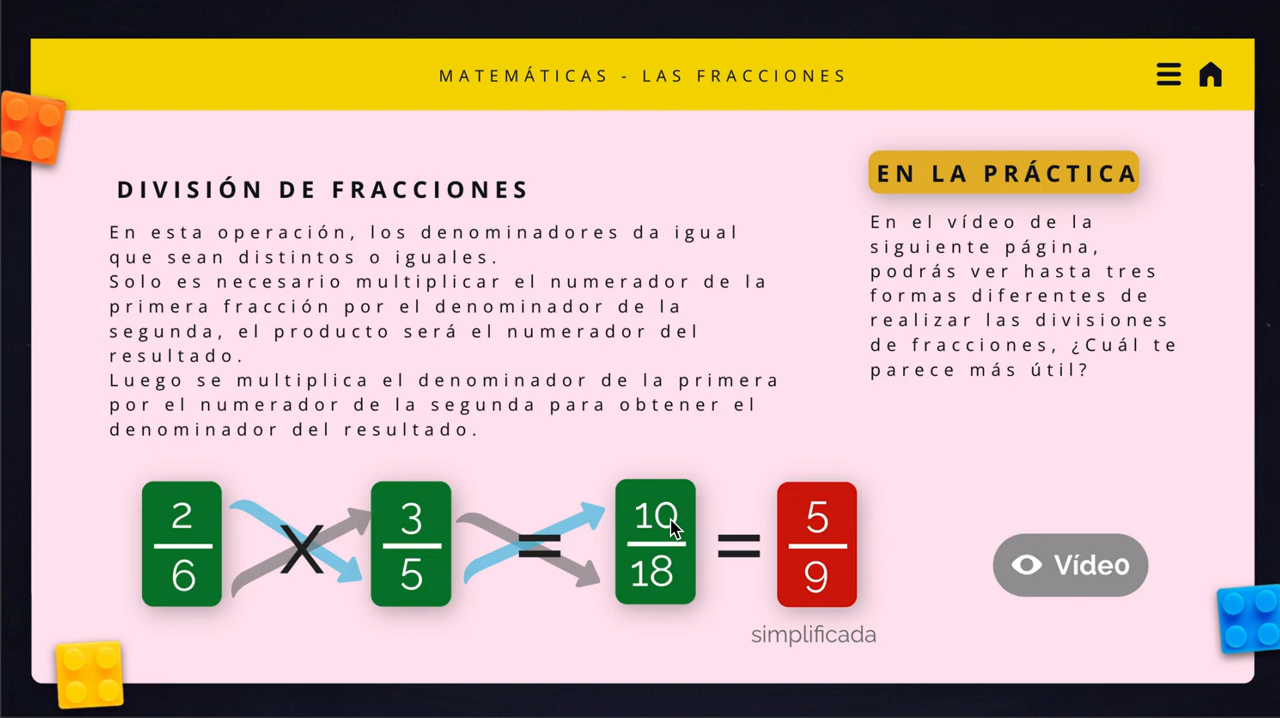 MATEMÁTICAS - LAS FRACCIONES
DIVISIÓN DE FRACCIONES
En esta operación, los denominadores da igual
que sean distintos o iguales.
Solo es necesario multiplicar el numerador de la
primera fracción por el denominador de la
segunda, el producto será el numerador del
resultado.
Luego se multiplica el denominador de la primera
por el numerador de la segunda para obtener el
denominador del resultado.
EN LA PRÁCTICA
En el vídeo de la
siguiente página,
podrás ver hasta tres
formas diferentes de
realizar las divisiones
de fracciones, ¿Cuál te
parece más útil?
2 3 10 5
X = =
6 5 18 9
simplificada
Vídeo